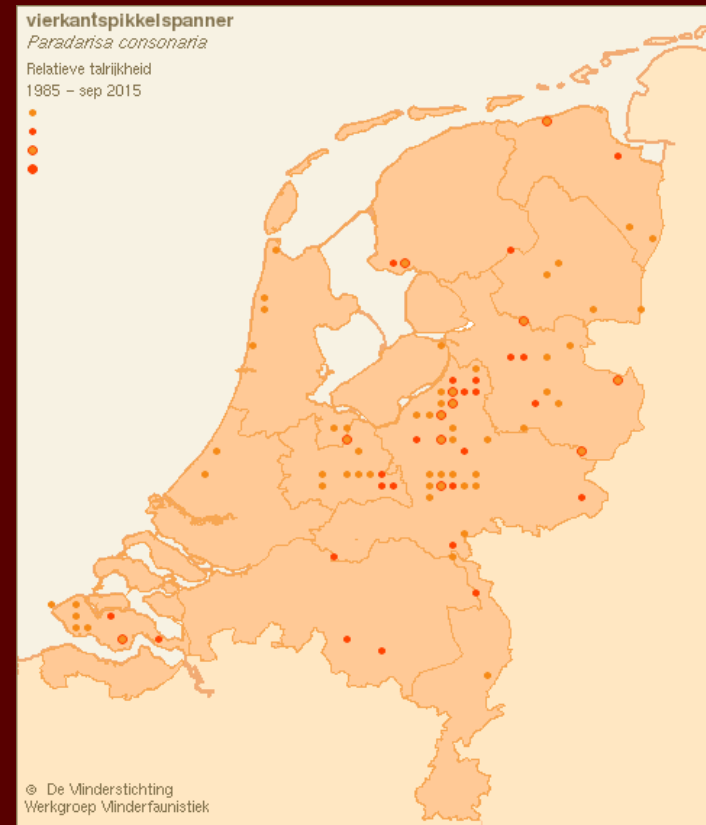 vierkantspikkelspanner
Paradarisa consonaria
Relatieve talrijkheid
1985 – sep 2015
© De Vlinderstichting
Werkgroep Vlinderfaunistiek